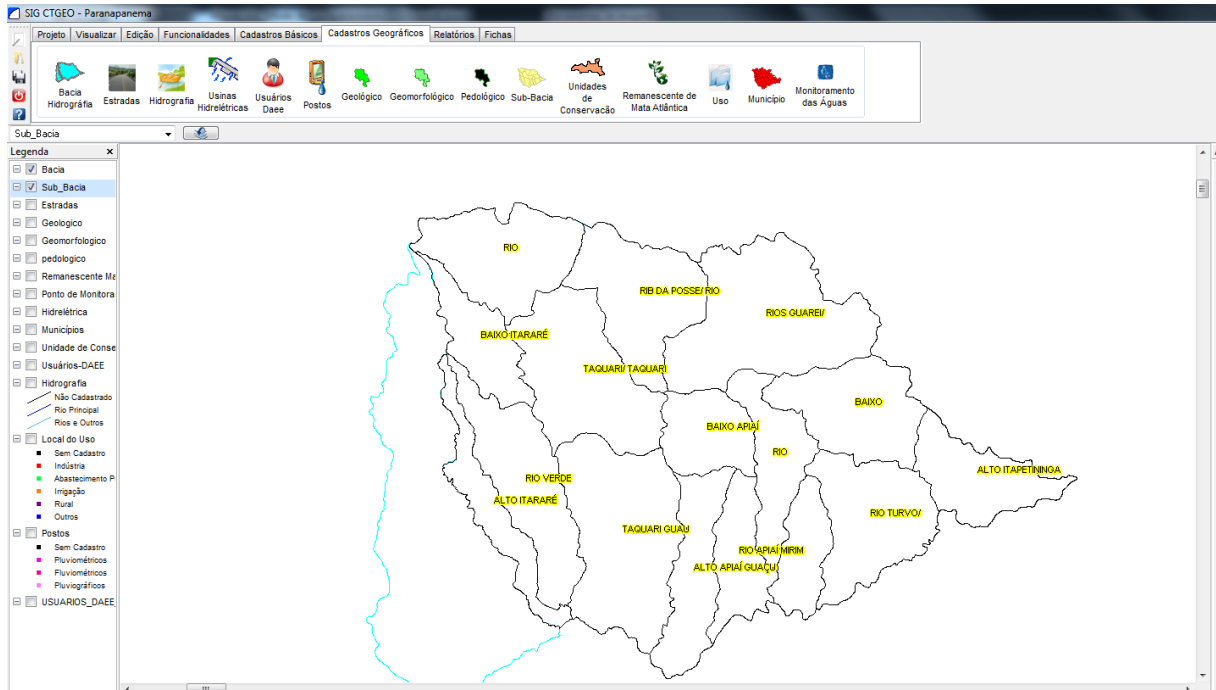 SIG CTGEO - Paranapanema
Projeto Visualizar Edição Funcionalidades Cadastros Básicos Cadastros Geográficos Relatórios Fichas
Bacia
Hidrográfia
Estradas
Hidrografia
Usinas
Hidrelétricas
Usuários
Daee
Postos
Geológico
Geomorfológico
Pedológico
Sub-Bacia
Unidades
de
Conservacão
Remanescente de
Mata Atlântica
Uso
Município
Monitoramento
das Águas
Sub_Bacia
Legenda x
Bacia
Sub_Bacia
Estradas
Geologico
Geomorfologico
pedologico
Remanescente Ma
Ponto de Monitora
Hidrelétrica
Municípios
Unidade de Conse
Usuários-DAEE
Hidrografia
Não Cadastrado
Rio Principal
Rios e Outros
Local do Uso
Sem Cadastro
Indústria
Abastecimento P
Irrigação
Rural
Outros
Postos
Sem Cadastro
Pluviométricos
Fluviométricos
Pluviográficos
USUARIOS_DAEE_
RIO
RIB DA POSSE/ RIO
RIOS GUAREI/
BAIXO ITARARÉ
TAQUARI/ TAQUARI
BAIXO
BAIXO APIAÍ
RIO
ALTO ITAPETININGA
RIO VERDE
ALTO ITARARÉ
RIO TURVO/
TAQUARI GUAU
RIO APIAÍ MIRIM
ALTO APIAÍ GUAÇU